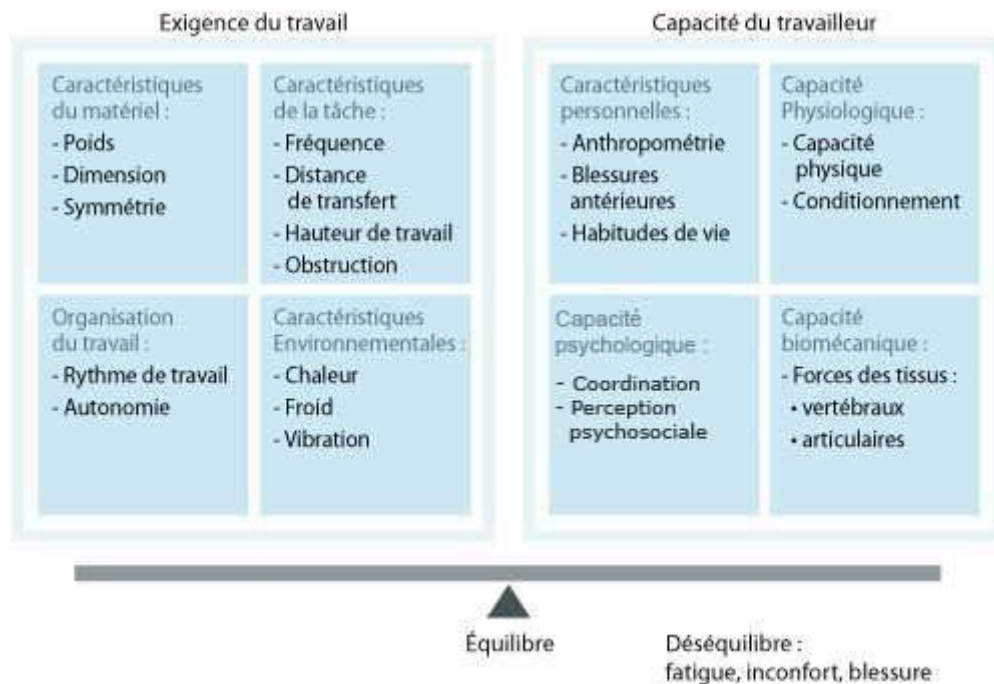 Exigence du travail
Caractéristiques
du matériel :
- Poids
- Dimension
- Symmétrie
Caractéristiques
de la tâche :
- Fréquence
- Distance
de transfert
- Hauteur de travail
- Obstruction
Organisation
du travail :
- Rythme de travail
- Autonomie
Caractéristiques
Environnementales :
- Chaleur
- Froid
- Vibration
Capacité du travailleur
Caractéristiques
personnelles :
- Anthropométrie
- Blessures
antérieures
- Habitudes de vie
Capacité
Physiologique :
- Capacité
physique
- Conditionnement
Capacité
psychologique :
- Coordination
- Perception
psychosociale
Capacité
biomécanique :
- Forces des tissus :
• vertébraux
• articulaires
Équilibre
Déséquilibre :
fatigue, inconfort, blessure